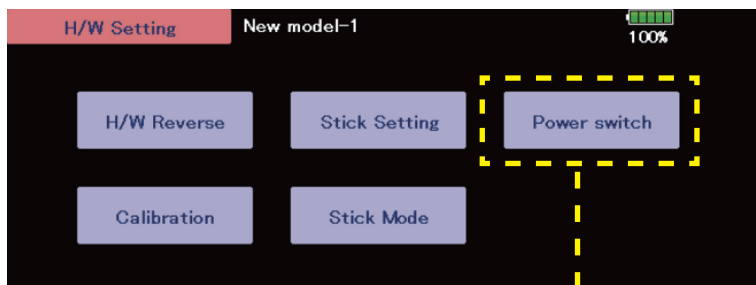 H/W Setting New model-1
100%
H/W Reverse Stick Setting Power switch
Calibration Stick Mode